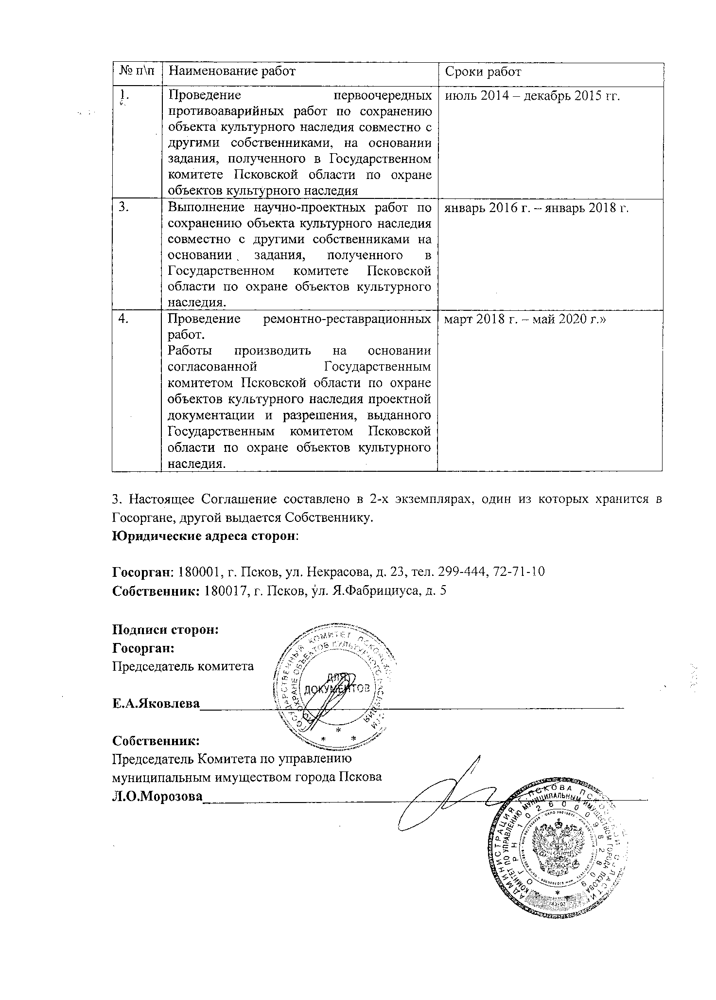 № п\п Наименование работ Сроки работ
1. Проведение первоочередных июль 2014 – декабрь 2015 гг.
противоаварийных работ по сохранению
объекта культурного наследия совместно с
другими собственниками, на основании
задания, полученного в Государственном
комитете Псковской области по охране
объектов культурного наследия
3. Выполнение научно-проектных работ по январь 2016 г. – январь 2018 г.
сохранению объекта культурного наследия
совместно с другими собственниками на
основании задания, полученного в
Государственном комитете Псковской
области по охране объектов культурного
наследия.
4. Проведение ремонтно-реставрационных март 2018 г. – май 2020 г.»
работ.
Работы производить на основании
согласованной Государственным
комитетом Псковской области по охране
объектов культурного наследия проектной
документации и разрешения, выданного
Государственным комитетом Псковской
области по охране объектов культурного
наследия.
3. Настоящее Соглашение составлено в 2-х экземплярах, один из которых хранится в
Госоргане, другой выдается Собственнику.
Юридические адреса сторон:
Госорган: 180001, г. Псков, ул. Некрасова, д. 23, тел. 299-444, 72-71-10
Собственник: 180017, г. Псков, ул. Я.Фабрициуса, д. 5
Подписи сторон:
Госорган:
Председатель комитета
Е.А.Яковлева
ГОСУДАРСТВЕННЫЙ КОМИТЕТ ПСКОВСКОЙ
ПО ОХРАНЕ ОБЪЕКТОВ КУЛЬТУРНОГО НАСЛЕДИЯ
ДЛЯ
ДОКУМЕНТОВ
Собственник:
Председатель Комитета по управлению
муниципальным имуществом города Пскова
Л.О.Морозова
АДМИНИСТРАЦИЯ Г.ПСКОВА ПСКОВСКОЙ ОБЛАСТИ
КОМИТЕТ ПО УПРАВЛЕНИЮ МУНИЦИПАЛЬНЫМ ИМУЩЕСТВОМ ГОРОДА ПСКОВА
ОГРН 1026000982809